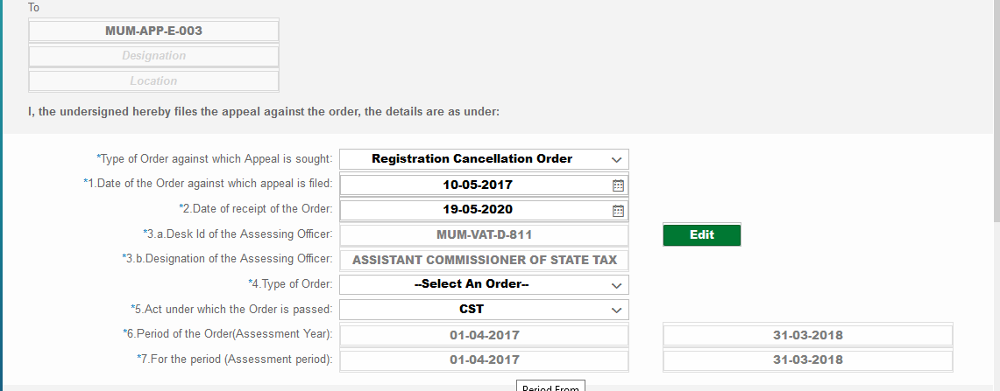 To
MUM-APP-E-003
Designation
Location
I, the undersigned hereby files the appeal against the order, the details are as under:
*Type of Order against which Appeal is sought: Registration Cancellation Order
*1.Date of the Order against which appeal is filed: 10-05-2017
*2.Date of receipt of the Order: 19-05-2020
*3.a.Desk Id of the Assessing Officer: MUM-VAT-D-811 Edit
*3.b.Designation of the Assessing Officer: ASSISTANT COMMISSIONER OF STATE TAX
*4.Type of Order: --Select An Order--
*5.Act under which the Order is passed: CST
*6.Period of the Order(Assessment Year): 01-04-2017 31-03-2018
*7.For the period (Assessment period): 01-04-2017 31-03-2018
Period From